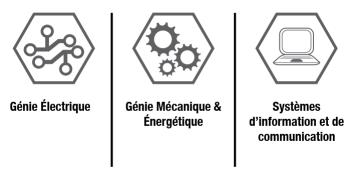 Génie Électrique
Génie Mécanique &
Énergétique
Systèmes
d'information et de
communication